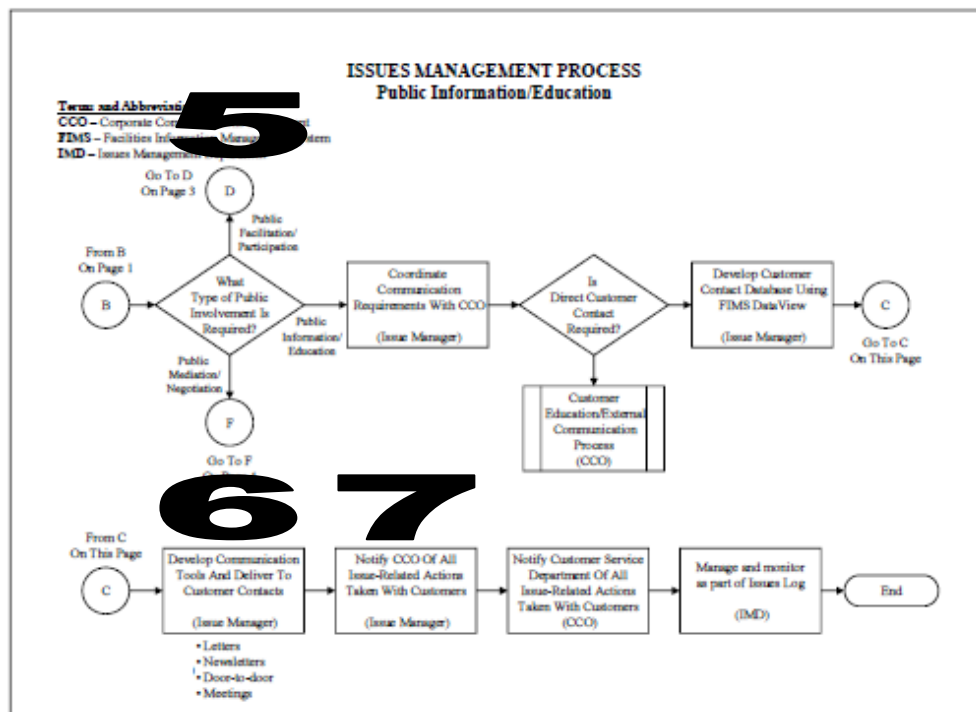 ISSUES MANAGEMENT PROCESS
Public Information/Education
Terms and
CCO – Corporate
FIMS – Facilities
IMD – Issues
5
Go To D
On Page 3
D
Public
Facilitation/
Participation
From B
On Page 1
B
What
Type of Public
Involvement Is
Required?
Public
Information/
Education
Public
Mediation/
Negotiation
F
Go To F
Coordinate
Communication
Requirements With CCO
(Issue Manager)
Is
Direct Customer
Contact
Required?
Customer
Education/External
Communication
Process
(CCO)
Develop Customer
Contact Database Using
FIMS DataView
(Issue Manager)
C
Go To C
On This Page
6 7
From C
On This Page
C
Develop Communication
Tools And Deliver To
Customer Contacts
(Issue Manager)
• Letters
• Newsletters
• Door-to-door
• Meetings
Notify CCO Of All
Issue-Related Actions
Taken With Customers
(Issue Manager)
Notify Customer Service
Department Of All
Issue-Related Actions
Taken With Customers
(CCO)
Manage and monitor
as part of Issues Log
(IMD)
End